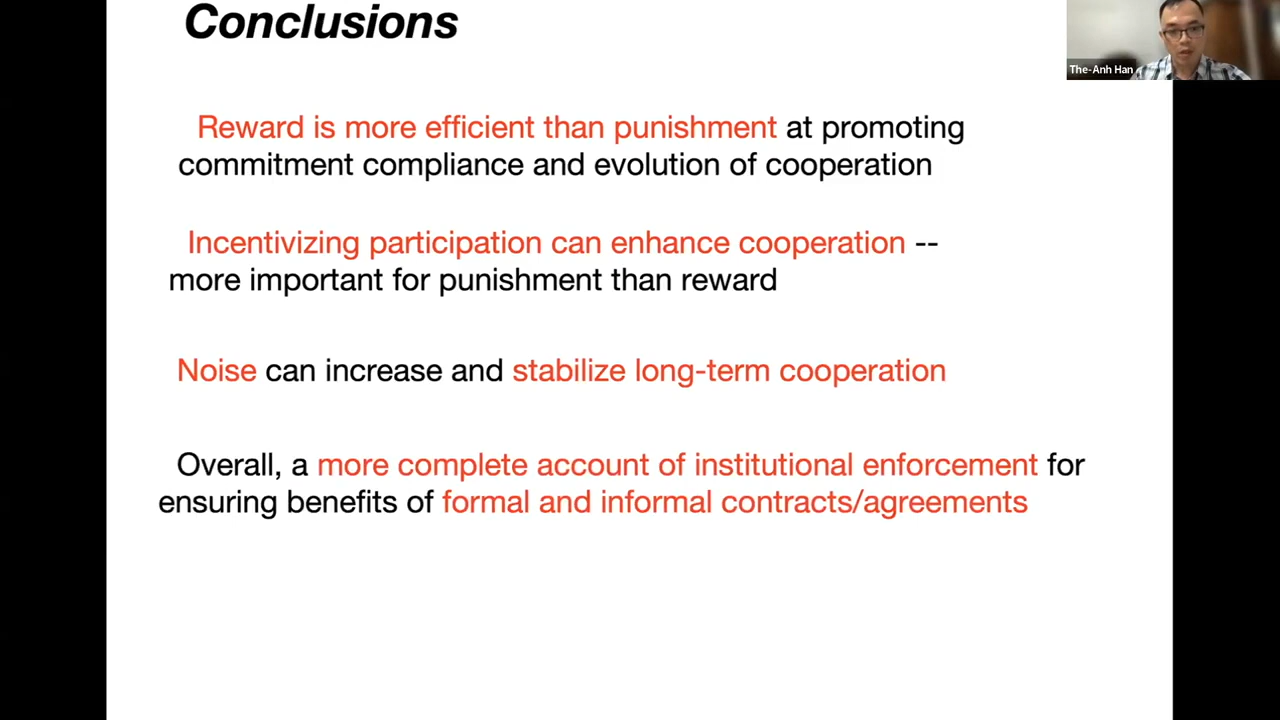 Conclusions
The-Anh Han
Reward is more efficient than punishment at promoting
commitment compliance and evolution of cooperation
Incentivizing participation can enhance cooperation --
more important for punishment than reward
Noise can increase and stabilize long-term cooperation
Overall, a more complete account of institutional enforcement for
ensuring benefits of formal and informal contracts/agreements